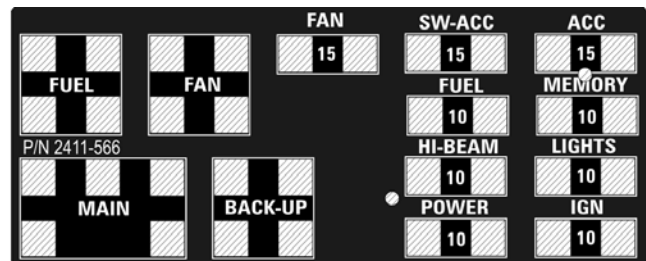 FAN SW-ACC ACC
15 15 15
FUEL FAN FUEL MEMORY
10 10
P/N 2411-566 HI-BEAM LIGHTS
10 10
MAIN BACK-UP POWER IGN
10 10